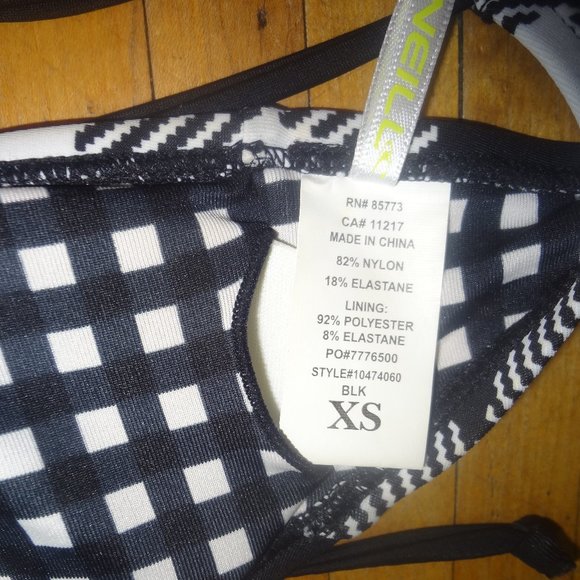 NEILL
RN# 85773
CA# 11217
MADE IN CHINA
82% NYLON
18% ELASTANE
LINING:
92% POLYESTER
8% ELASTANE
PO#7776500
STYLE#10474060
BLK
XS